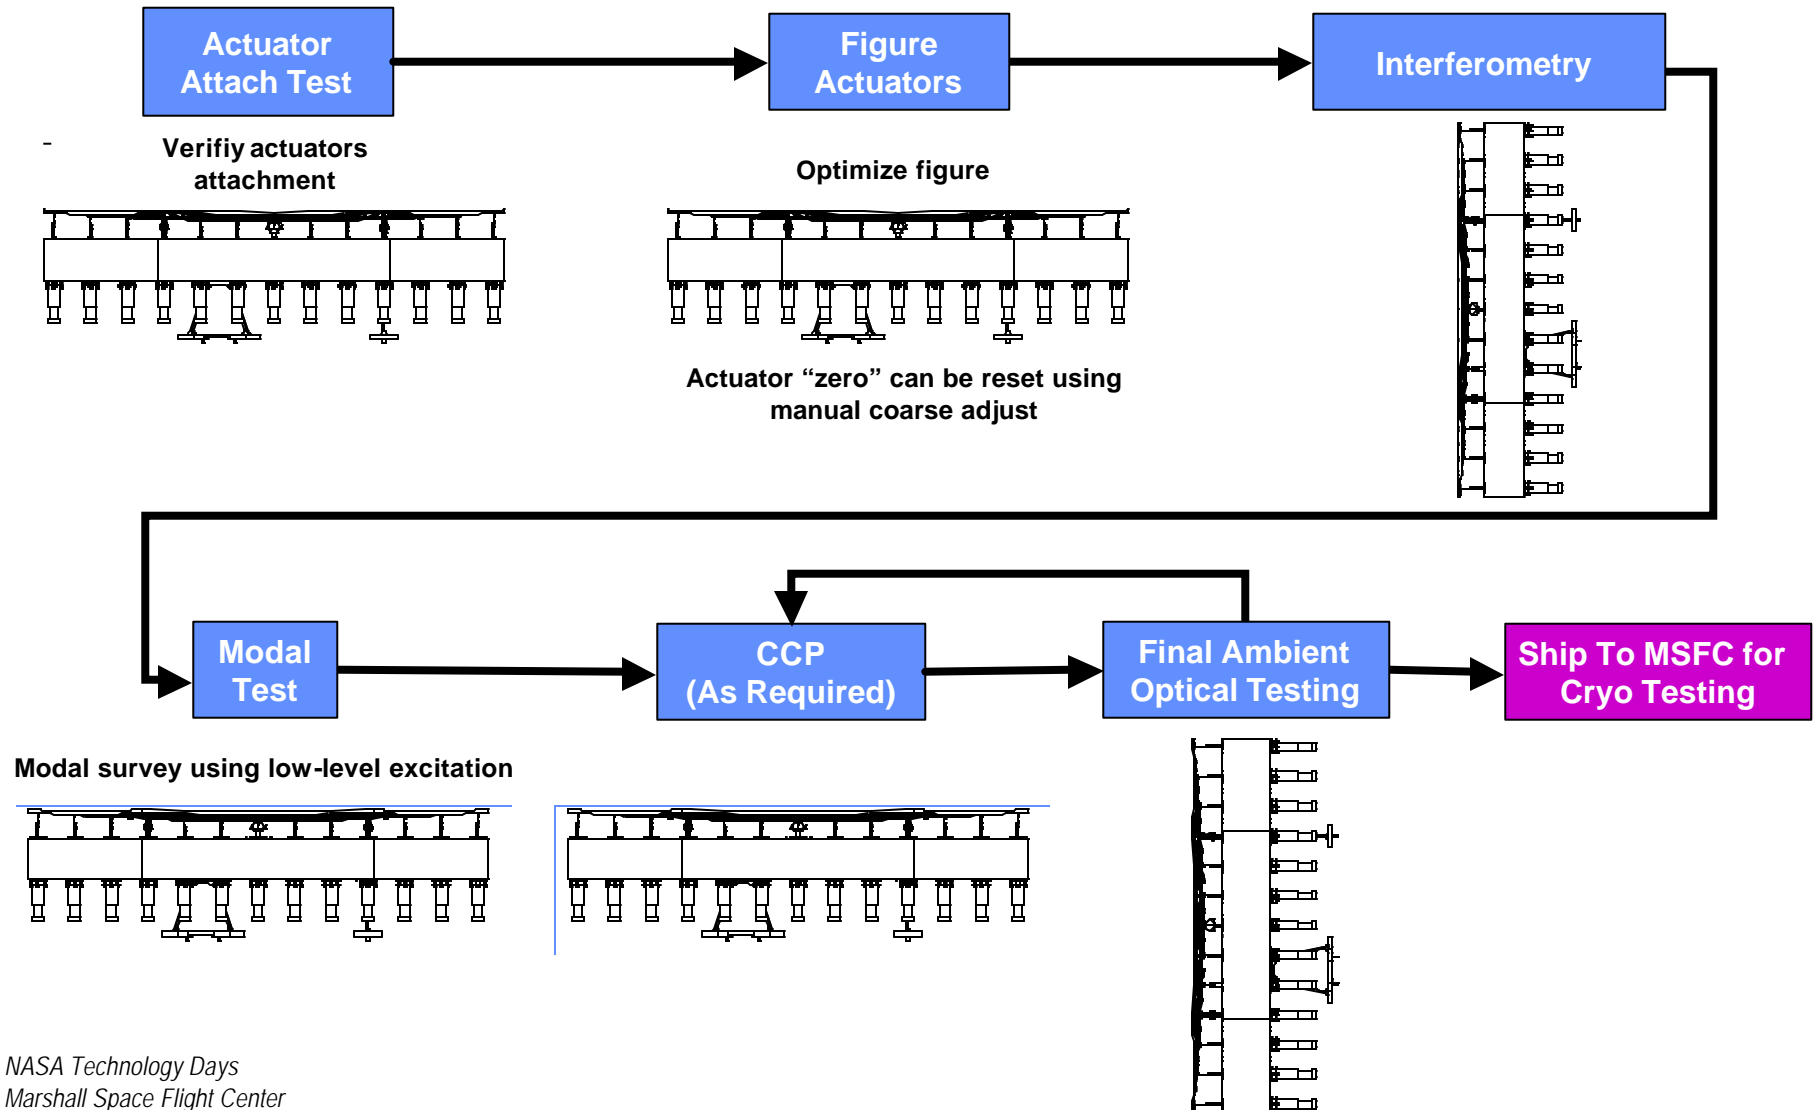 Actuator
Attach Test
Figure
Actuators
Interferometry
-
Verifiy actuators
attachment
Optimize figure
Actuator “zero” can be reset using
manual coarse adjust
Modal
Test
CCP
(As Required)
Final Ambient
Optical Testing
Ship To MSFC for
Cryo Testing
Modal survey using low-level excitation
NASA Technology Days
Marshall Space Flight Center